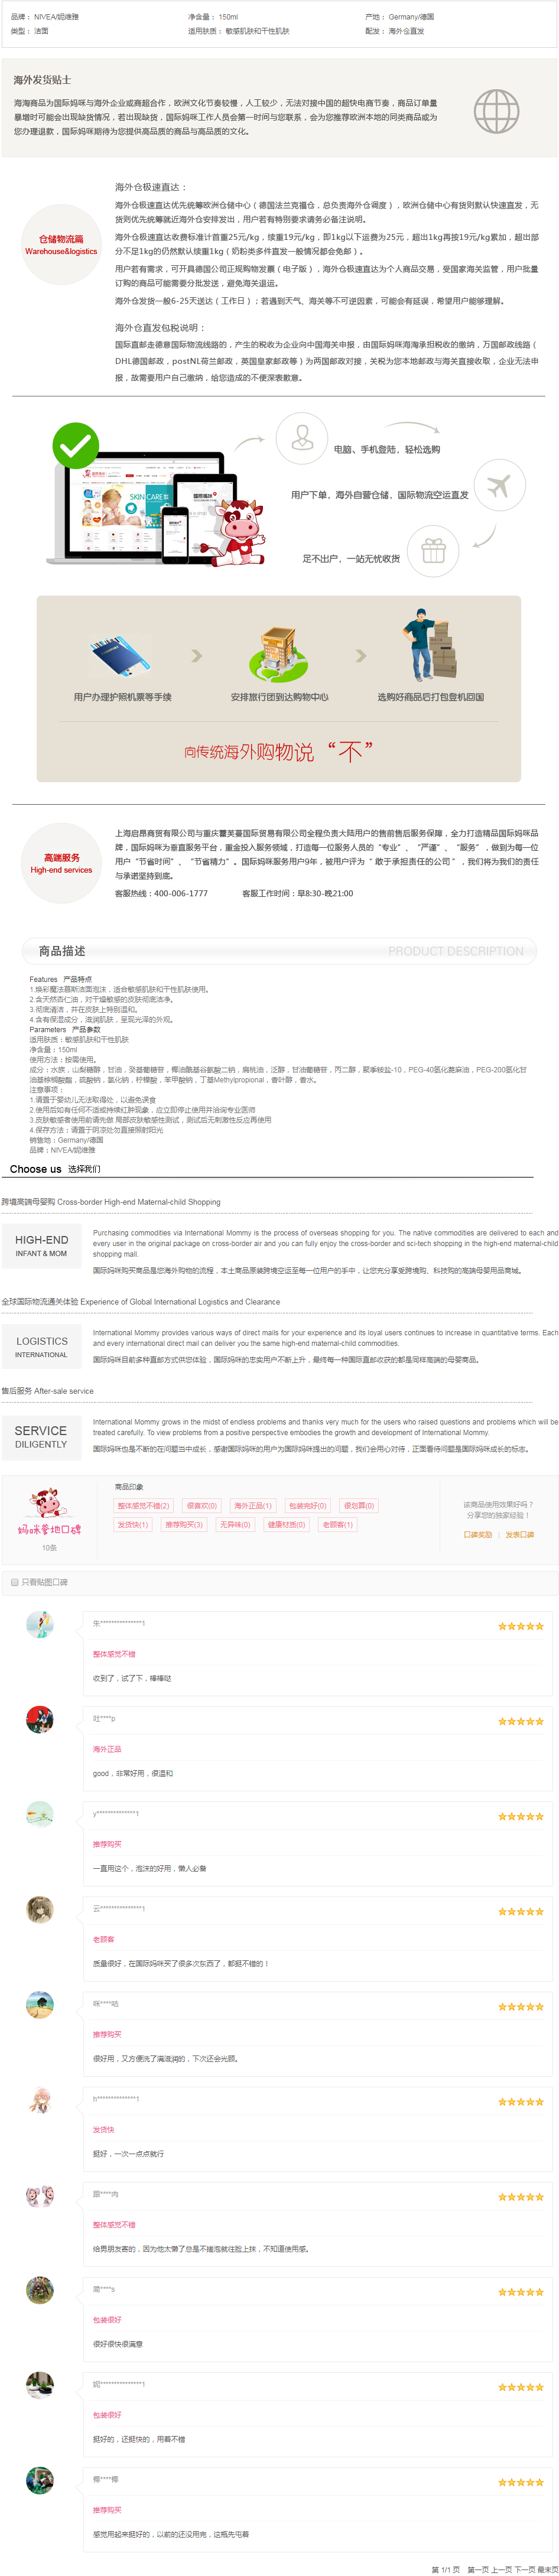 品牌： NIVEA/妮维雅
净含量： 150ml
产地： Germany/德国
类型： 洁面
适用肤质： 敏感肌肤和干性肌肤
配发： 海外仓直发
海外发货贴士
海淘商品为国际妈咪与海外企业或商超合作，欧洲文化节奏较慢，人工较少，无法对接中国的超快电商节奏，商品订单量
暴增时可能会出现缺货情况，若出现缺货，国际妈咪工作人员会第一时间与您联系，会为您推荐欧洲本地的同类商品或为
您办理退款，国际妈咪期待为您提供高品质的商品与高品质的文化。
仓储物流篇
Warehouse&logistics
海外仓极速直达：
海外仓极速直达优先统筹欧洲仓储中心（德国法兰克福仓，总负责海外仓调度），欧洲仓储中心有货则默认快速直发，无
货则优先统筹就近海外仓安排发出，用户若有特别要求请务必备注说明。
海外仓极速直达收费标准计首重25元/kg，续重19元/kg，即1kg以下运费为25元，超出1kg再按19元/kg累加，超出部
分不足1kg的仍然默认续重1kg（奶粉类多件直发一般情况都会免邮）。
用户若有需求，可开具德国公司正规购物发票（电子版），海外仓极速直达为个人商品交易，受国家海关监管，用户批量
订购的商品可能需要分批发送，避免海关退运。
海外仓发货一般6-25天送达（工作日）；若遇到天气、海关等不可逆因素，可能会有延误，希望用户能够理解。
海外仓直发包税说明：
国际直邮走德意国际物流线路的，产生的税收为企业向中国海关申报，由国际妈咪海淘承担税收的缴纳，万国邮政线路（
DHL德国邮政，postNL荷兰邮政，英国皇家邮政等）为两国邮政对接，关税为您本地邮政与海关直接收取，企业无法申
报，故需要用户自己缴纳，给您造成的不便深表歉意。
电脑、手机登陆，轻松选购
用户下单，海外自营仓储，国际物流空运直发
足不出户，一站无忧收货
用户办理护照机票等手续
安排旅行团到达购物中心
选购好商品后打包登机回国
向传统海外购物说“不”
高端服务
High-end services
上海启昂商贸有限公司与重庆霍芙蔓国际贸易有限公司全程负责大陆用户的售前售后服务保障，全力打造精品国际妈咪品
牌，国际妈咪为垂直服务平台，重金投入服务领域，打造每一位服务人员的“专业”、“严谨”、“服务”，做到为每一位
用户“节省时间”、“节省精力”。国际妈咪服务用户9年，被用户评为“敢于承担责任的公司”，我们将为我们的责任
与承诺坚持到底。
客服热线：400-006-1777
客服工作时间：早8:30-晚21:00
商品描述
PRODUCT DESCRIPTION
Features 产品特点
1.焕彩魔法慕斯洁面泡沫，适合敏感肌肤和干性肌肤使用。
2.含天然杏仁油，对干燥敏感的皮肤彻底洁净。
3.彻底清洁，并在皮肤上特别温和。
4.含有保湿成分，滋润肌肤，呈现光泽的外观。
Parameters 产品参数
适用肤质：敏感肌肤和干性肌肤
净含量：150ml
使用方法：按需使用。
成分：水族，山梨糖醇，甘油，癸基葡糖苷，椰油酰基谷氨酸二钠，扁桃油，泛醇，甘油葡糖苷，丙二醇，聚季铵盐-10，PEG-40氢化蓖麻油，PEG-200氢化甘
油基棕榈酸酯，硫酸钠，氯化钠，柠檬酸，苯甲酸钠，丁基Methylpropional，香叶醇，香水。
注意事项：
1.请置于婴幼儿无法取得处，以避免误食
2.使用后如有任何不适或持续红肿现象，应立即停止使用并洽询专业医师
3.皮肤敏感者使用前请先做 局部皮肤敏感性测试，测试后无刺激性反应再使用
4.保存方法：请置于阴凉处勿直接照射阳光
销售地：Germany/德国
品牌：NIVEA/妮维雅
Choose us 选择我们
跨境高端母婴购 Cross-border High-end Maternal-child Shopping
HIGH-END
INFANT & MOM
Purchasing commodities via International Mommy is the process of overseas shopping for you. The native commodities are delivered to each and
every user in the original package on cross-border air and you can fully enjoy the cross-border and sci-tech shopping in the high-end maternal-child
shopping mall.
国际妈咪购买商品是您海外购物的流程，本土商品原装跨境空运至每一位用户的手中，让您充分享受跨境购、科技购的高端母婴用品商城。
全球国际物流通关体验 Experience of Global International Logistics and Clearance
LOGISTICS
INTERNATIONAL
International Mommy provides various ways of direct mails for your experience and its loyal users continues to increase in quantitative terms. Each
and every international direct mail can deliver you the same high-end maternal-child commodities.
国际妈咪目前多种直邮方式供您体验，国际妈咪的忠实用户不断上升，最终每一种国际直邮收获的都是同样高端的母婴商品。
售后服务 After-sale service
SERVICE
DILIGENTLY
International Mommy grows in the midst of endless problems and thanks very much for the users who raised questions and problems which will be
treated carefully. To view problems from a positive perspective embodies the growth and development of International Mommy.
国际妈咪也是不断的在问题当中成长，感谢国际妈咪的用户为国际妈咪提出的问题，我们会用心对待，正面看待问题是国际妈咪成长的标志。
妈咪爹地口碑
10条
商品印象
整体感觉不错(2) 很喜欢(0) 海外正品(1) 包装完好(0) 很划算(0)
发货快(1) 推荐购买(3) 无异味(0) 健康材质(0) 老顾客(1)
该商品使用效果好吗？
分享您的独家经验！
口碑奖励 | 发表口碑
只看贴图口碑
朱***************1
整体感觉不错
收到了，试了下，棒棒哒
吐****p
海外正品
good，非常好用，很温和
y**************1
推荐购买
一直用这个，泡沫的好用，懒人必备
云***************1
老顾客
质量很好，在国际妈咪买了很多次东西了，都挺不错的！
咪****咕
推荐购买
很好用，又方便洗了满滋润的，下次还会光顾。
h**************1
发货快
挺好，一次一点点就行
跟****肉
整体感觉不错
给男朋友寄的，因为他太懒了总是不搓泡就往脸上抹，不知道使用感。
简****s
包装很好
很好很快很满意
妮***************1
包装很好
挺好的，还挺快的，用着不错
椰****椰
推荐购买
感觉用起来挺好的，以前的还没用完，这瓶先屯着
第 1/1 页 第一页 上一页 下一页 最末页